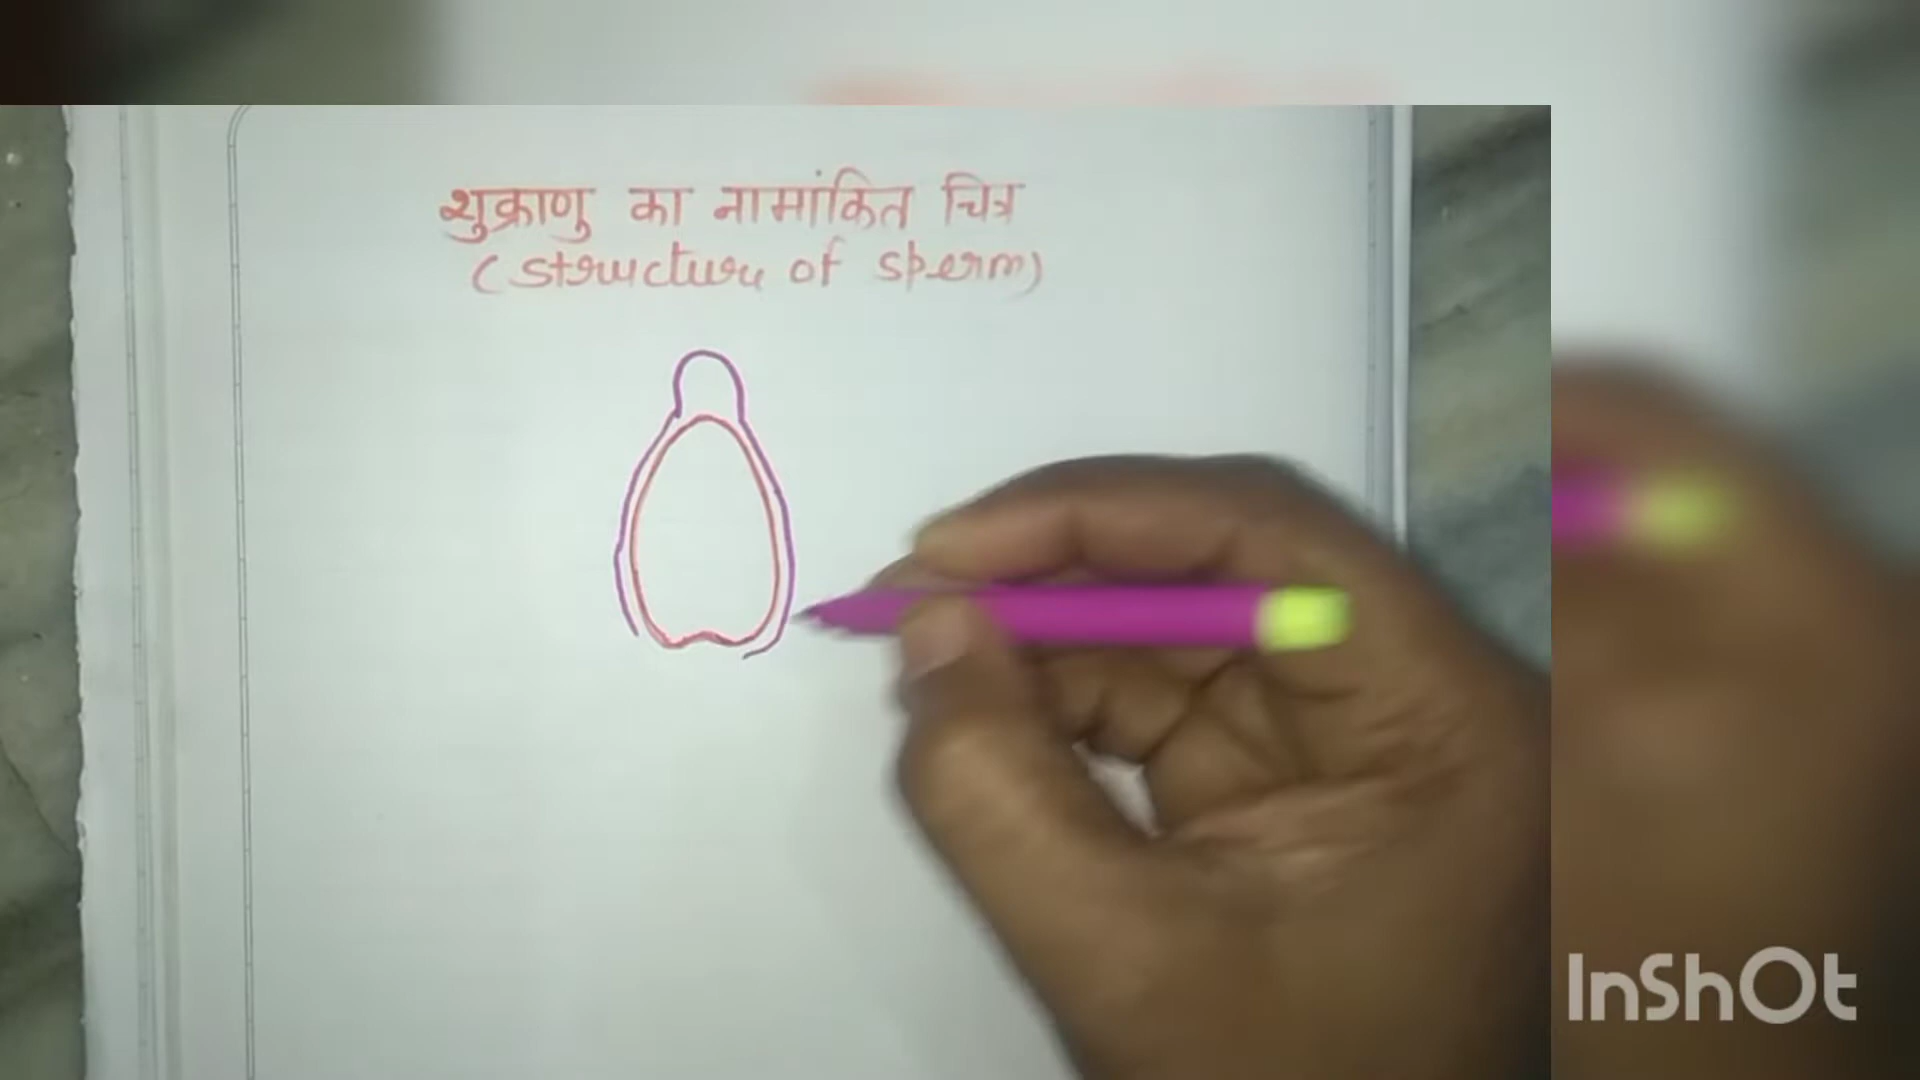 शुक्राणु का नामांकित चित्र
(structure of sperm)
InShOt